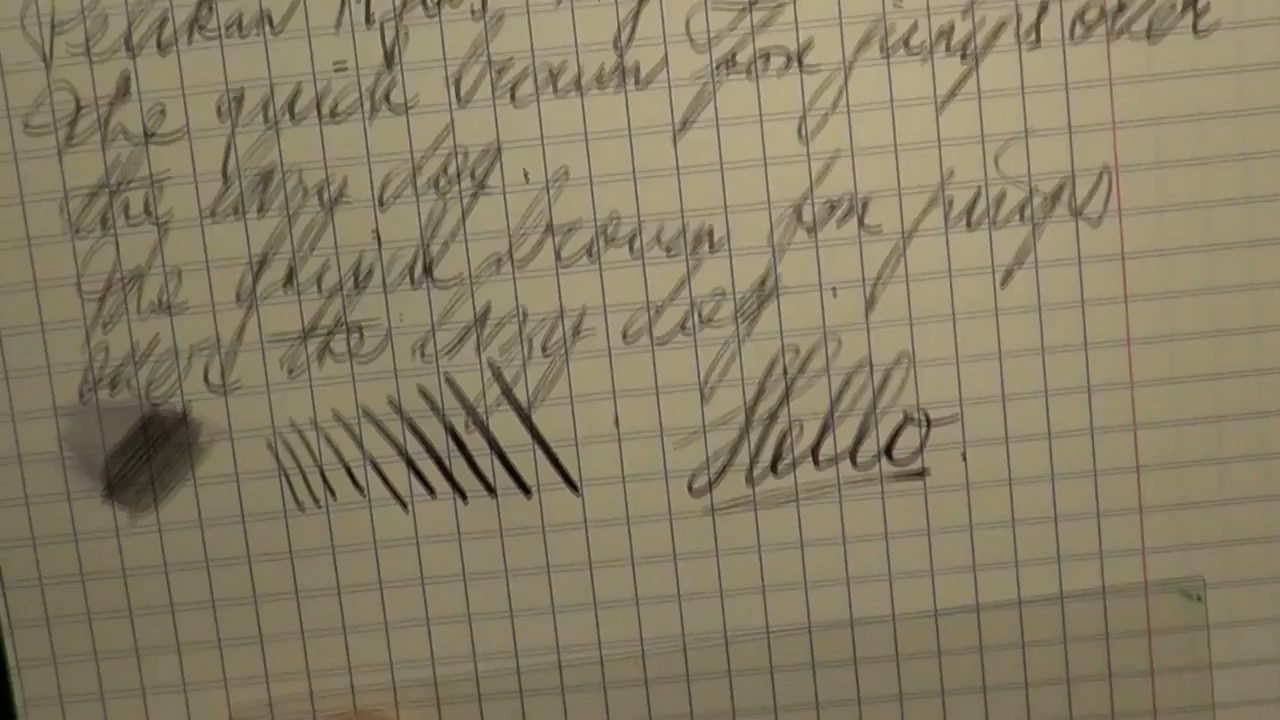 Pelikan
The quick brown fox jumps over
the lazy dog.
The quick brown fox jumps
over the lazy dog
Hello